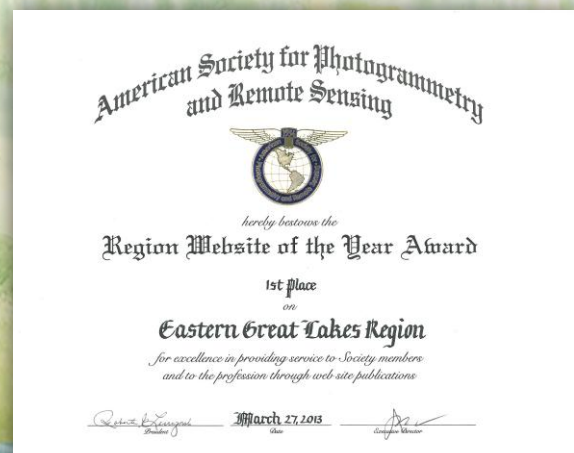 American Society for Photogrammetry
and Remote Sensing
hereby bestows the
Region Website of the Year Award
1st Place
on
Eastern Great Lakes Region
for excellence in providing service to Society members
and to the profession through web site publications
March 27, 2013
President
Date
Executive Director